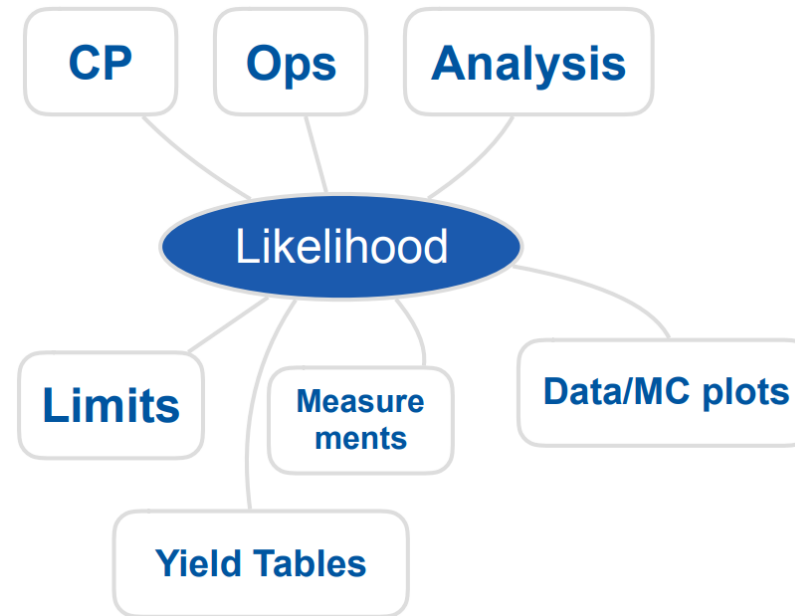 CP
Ops
Analysis
Likelihood
Limits
Measure
ments
Data/MC plots
Yield Tables